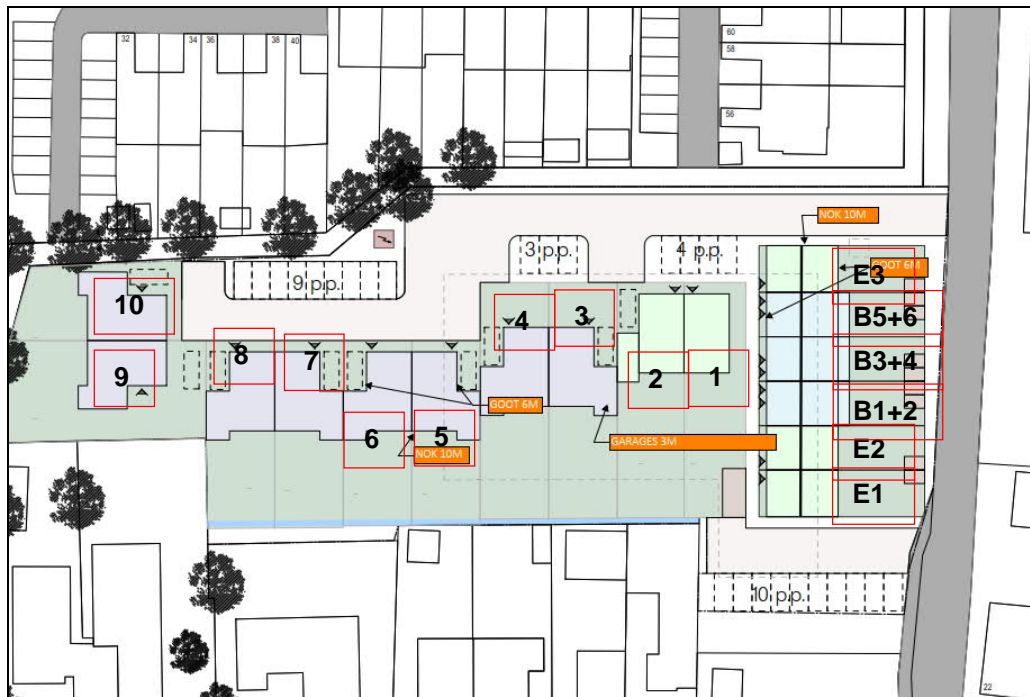 32
34 36
38 40
60
58
56
NOK 10M
3 p.p.
4 p.p.
9 p.p.
E3
GOOT 6M
10
4
3
B5+6
8
7
B3+4
9
2
1
B1+2
GOOT 6M
6
5
GARAGES 3M
E2
NOK 10M
E1
10 p.p.
22